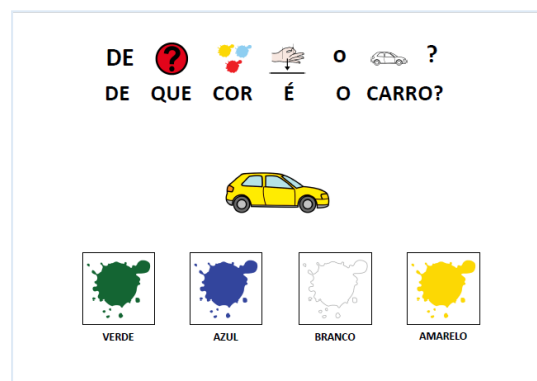 DE ? o ?
DE QUE COR É O CARRO?
VERDE AZUL BRANCO AMARELO